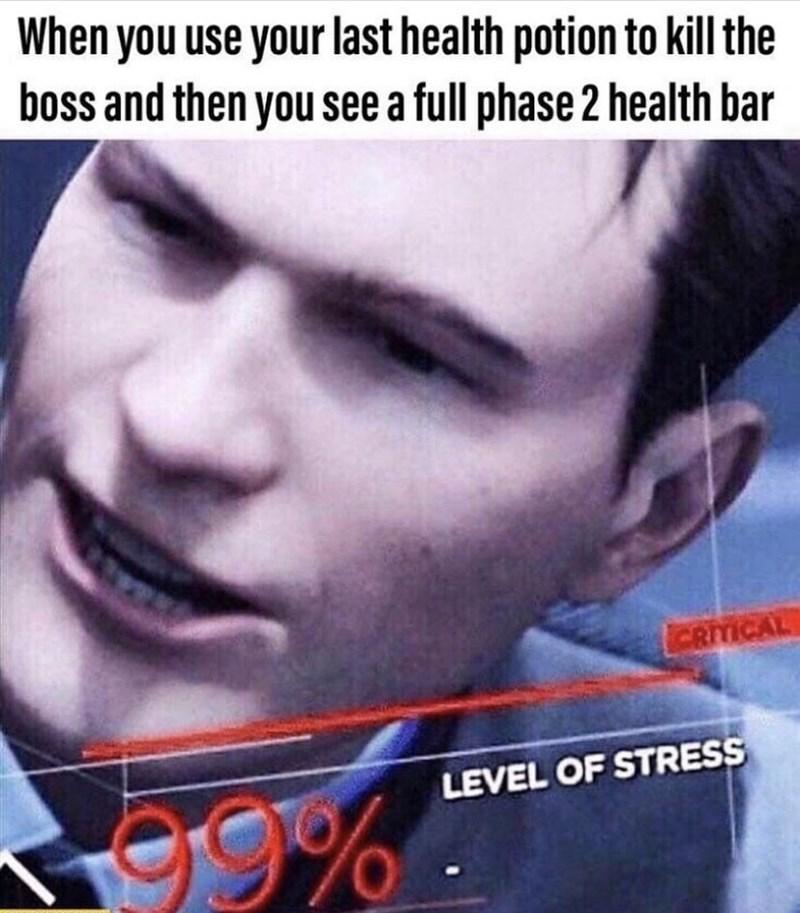 When you use your last health potion to kill the
boss and then you see a full phase 2 health bar
CRITICAL
LEVEL OF STRESS
99%